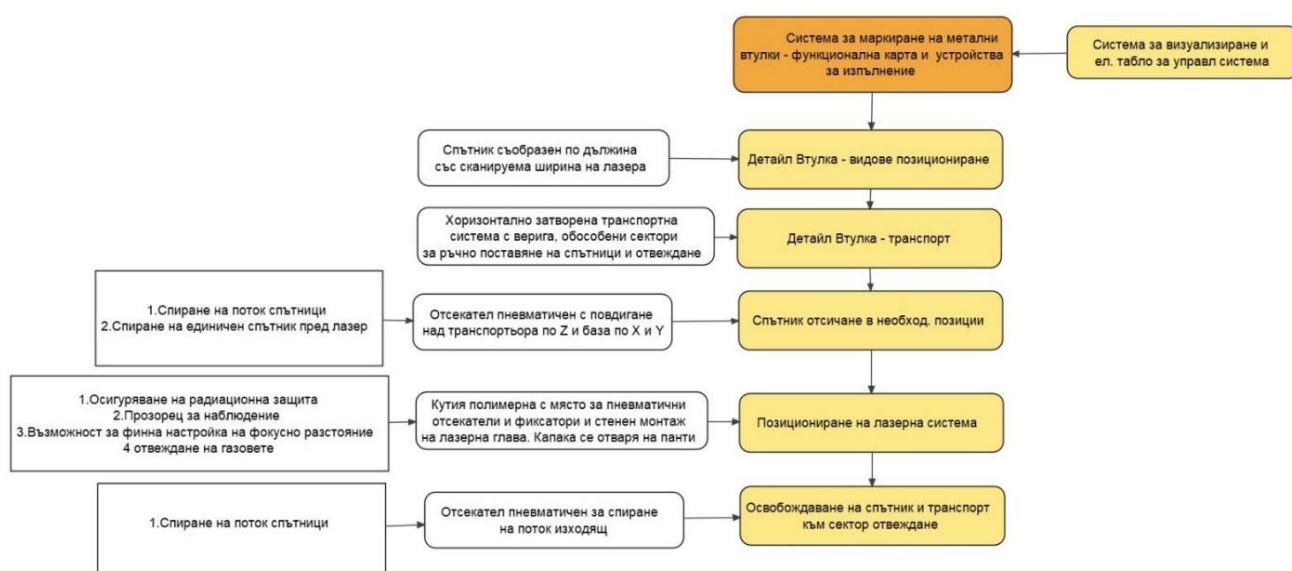 Система за маркиране на метални
втулки - функционална карта и устройства
за изпълнение
Система за визуализиране и
ел. табло за управл система
Спътник съобразен по дължина
със сканируема ширина на лазера
Детайл Втулка - видове позициониране
Хоризонтално затворена транспортна
система с верига, обособени сектори
за ръчно поставяне на спътници и отвеждане
Детайл Втулка - транспорт
1.Спиране на поток спътници
2.Спиране на единичен спътник пред лазер
Отсекател пневматичен с повдигане
над транспортьора по Z и база по X и Y
Спътник отсичане в необход. позиции
1.Осигуряване на радиационна защита
2.Прозорец за наблюдение
3.Възможност за финна настройка на фокусно разстояние
4 отвеждане на газовете
Кутия полимерна с място за пневматични
отсекатели и фиксатори и стенен монтаж
на лазерна глава. Капака се отваря на панти
Позициониране на лазерна система
1.Спиране на поток спътници
Отсекател пневматичен за спиране
на поток изходящ
Освобождаване на спътник и транспорт
към сектор отвеждане